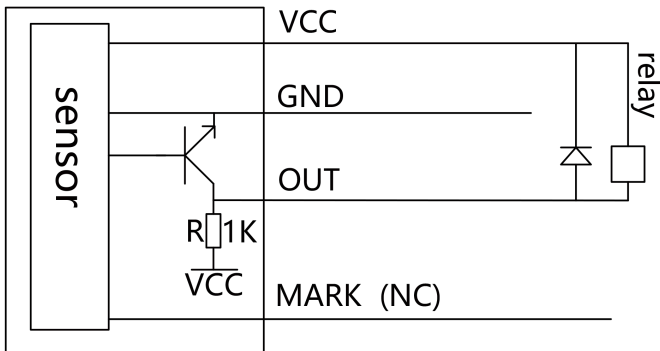 VCC
relay
GND
sensor
OUT
R 1K
VCC
MARK (NC)